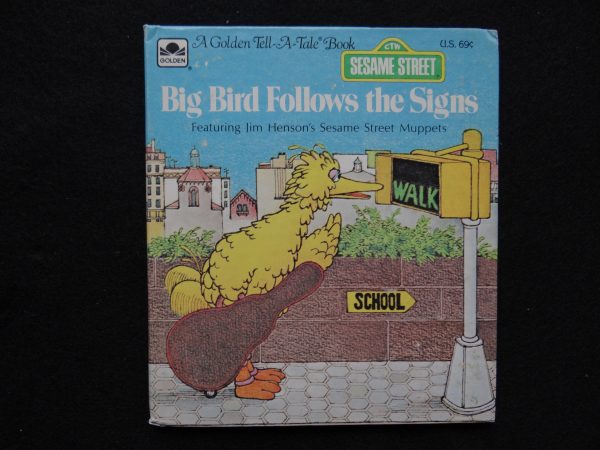 GOLDEN
A Golden Tell-A-Tale® Book
U.S. 69¢
CTW
SESAME STREET
Big Bird Follows the Signs
Featuring Jim Henson's Sesame Street Muppets
WALK
SCHOOL